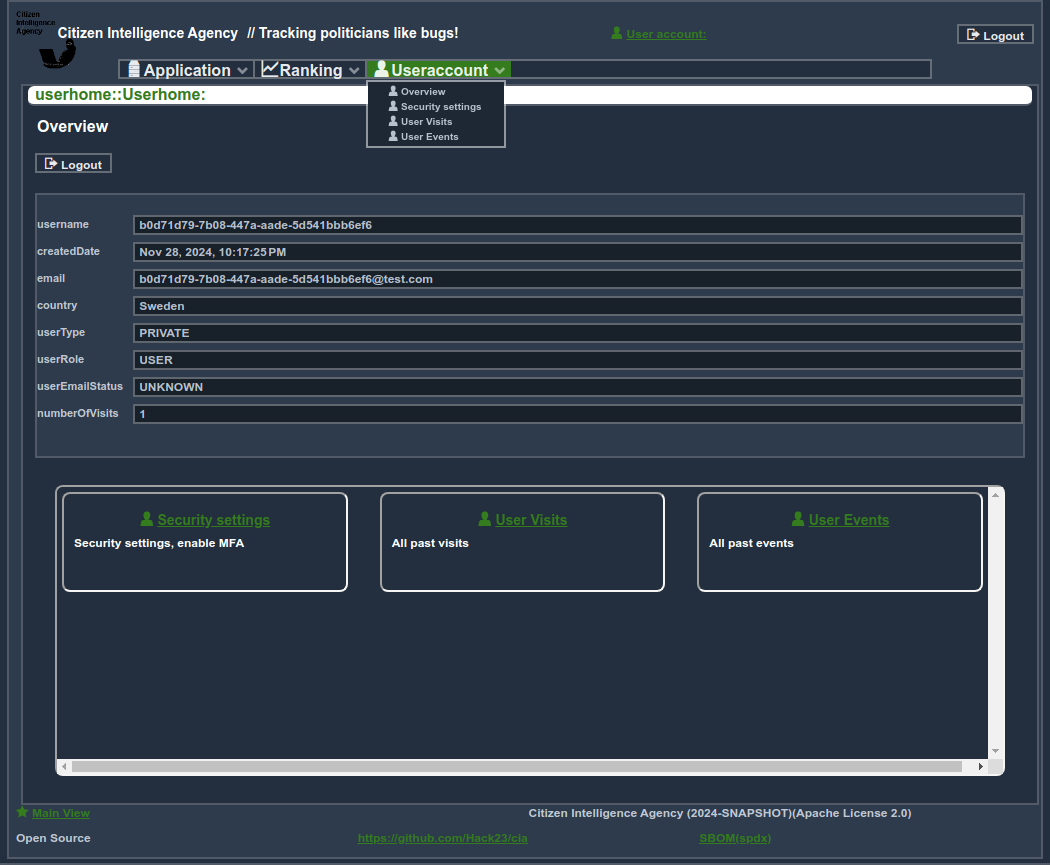 Citizen
Intelligence
Agency
Citizen Intelligence Agency // Tracking politicians like bugs!
User account:
Logout
Application
Ranking
Useraccount
Overview
Security settings
User Visits
User Events
userhome::Userhome:
Overview
Logout
username b0d71d79-7b08-447a-aade-5d541bbb6ef6
createdDate Nov 28, 2024, 10:17:25 PM
email b0d71d79-7b08-447a-aade-5d541bbb6ef6@test.com
country Sweden
userType PRIVATE
userRole USER
userEmailStatus UNKNOWN
numberOfVisits 1
Security settings
Security settings, enable MFA
User Visits
All past visits
User Events
All past events
Main View
Citizen Intelligence Agency (2024-SNAPSHOT)(Apache License 2.0)
Open Source
https://github.com/Hack23/cia
SBOM(spdx)